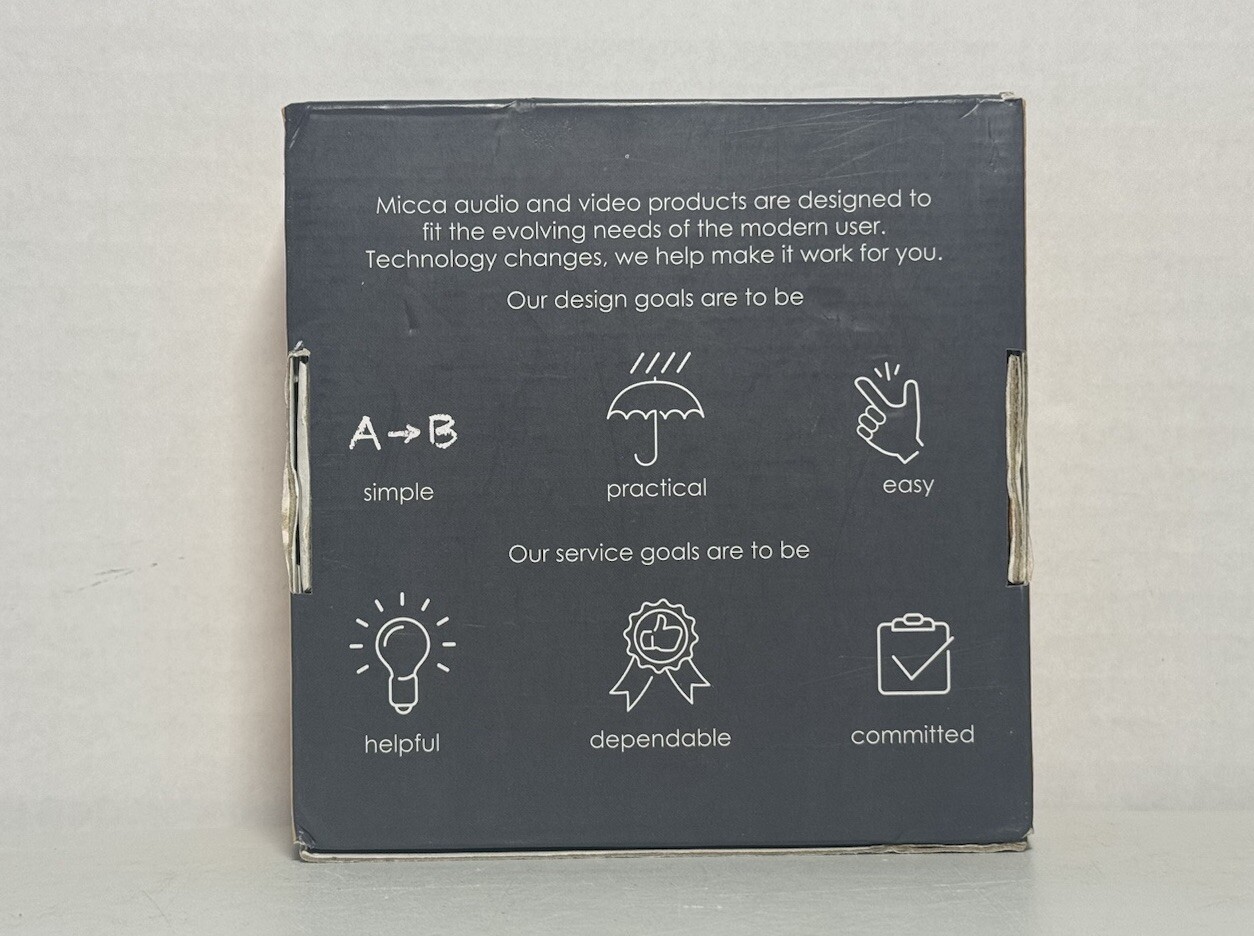 Micca audio and video products are designed to
fit the evolving needs of the modern user.
Technology changes, we help make it work for you.
Our design goals are to be
A→B
simple
practical
easy
Our service goals are to be
helpful
dependable
committed